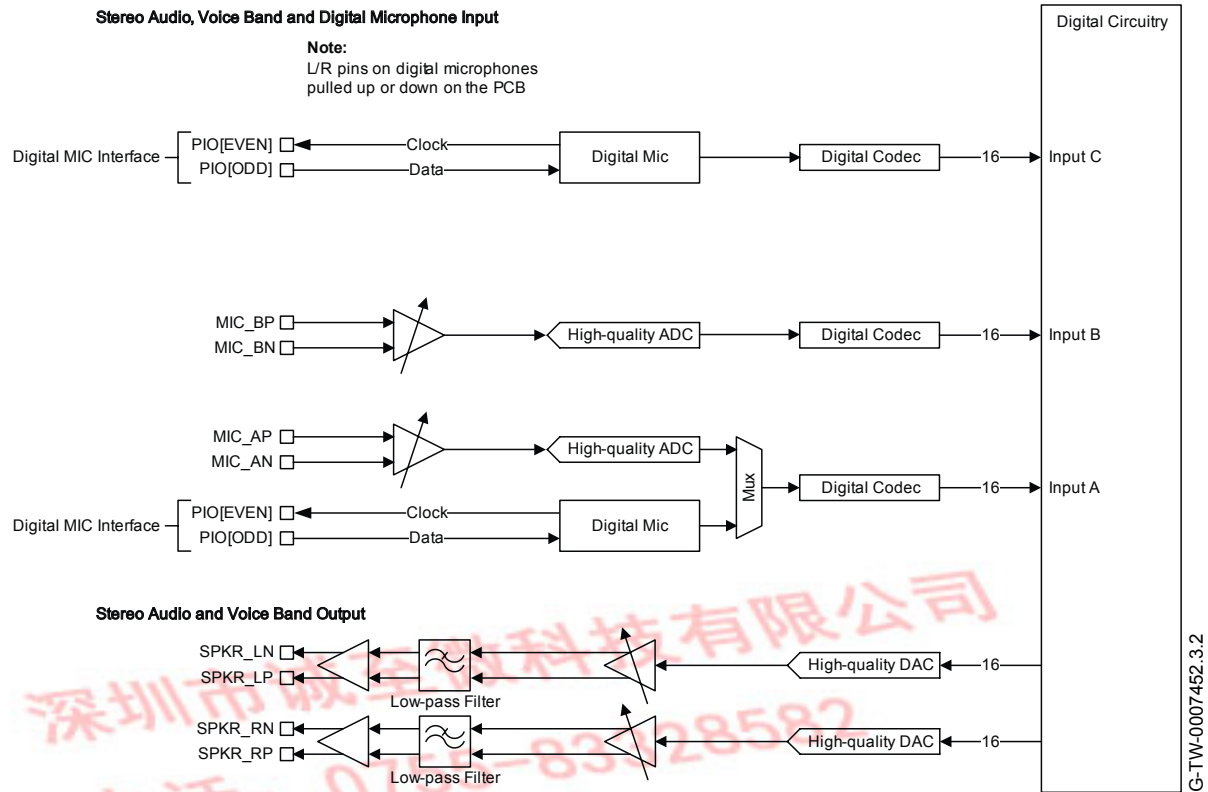 Stereo Audio, Voice Band and Digital Microphone Input
Digital Circuitry
Note:
L/R pins on digital microphones
pulled up or down on the PCB
Digital MIC Interface
PIO[EVEN]
Clock
PIO[ODD]
Data
Digital Mic
Digital Codec
16
Input C
MIC_BP
MIC_BN
High-quality ADC
Digital Codec
16
Input B
MIC_AP
MIC_AN
High-quality ADC
Mux
Digital Codec
16
Input A
Digital MIC Interface
PIO[EVEN]
Clock
PIO[ODD]
Data
Digital Mic
Stereo Audio and Voice Band Output
SPKR_LN
SPKR_LP
Low-pass Filter
High-quality DAC
16
SPKR_RN
SPKR_RP
Low-pass Filter
High-quality DAC
16
G-TW-0007452.3.2
深圳市诚至微科技有限公司
0755-83328582